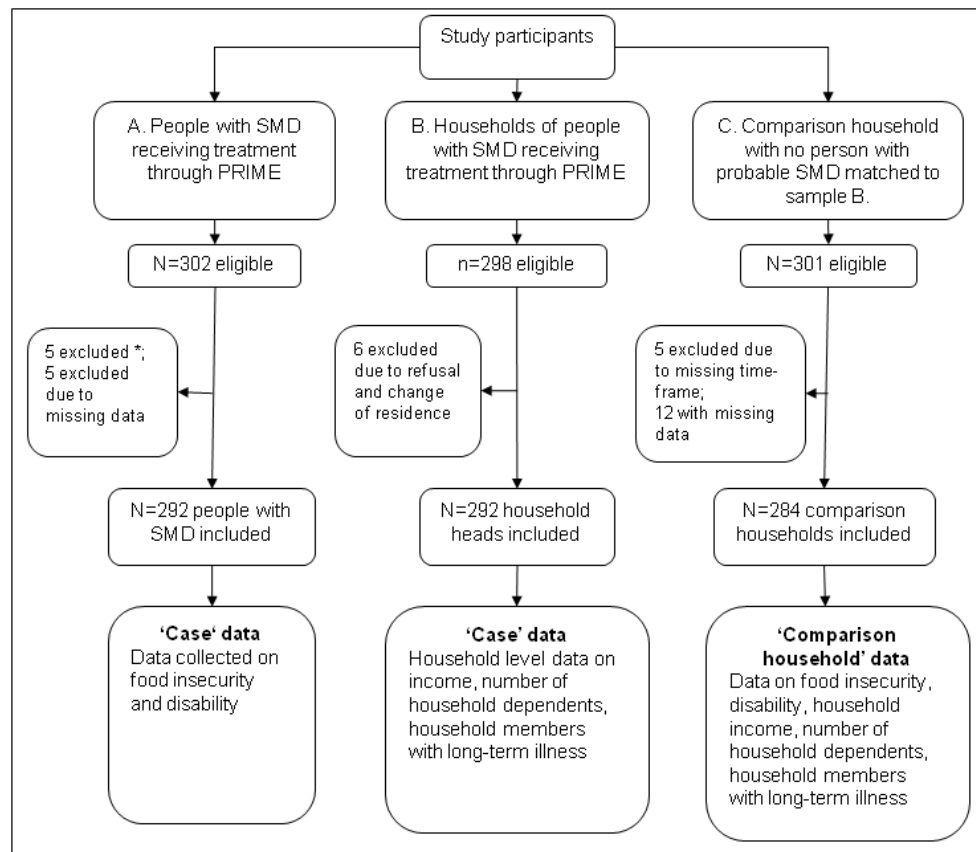 Study participants
A. People with SMD
receiving treatment
through PRIME
B. Households of people
with SMD receiving
treatment through PRIME
C. Comparison household
with no person with
probable SMD matched to
sample B.
N=302 eligible
n=298 eligible
N=301 eligible
5 excluded *;
5 excluded
due to
missing data
6 excluded
due to refusal
and change
of residence
5 excluded due
to missing time-
frame;
12 with missing
data
N=292 people with
SMD included
N=292 household
heads included
N=284 comparison
households included
‘Case‘ data
Data collected on
food insecurity
and disability
‘Case’ data
Household level data on
income, number of
household dependents,
household members
with long-term illness
‘Comparison
household’ data
Data on food insecurity,
disability, household
income, number of
household dependents,
household members
with long-term illness